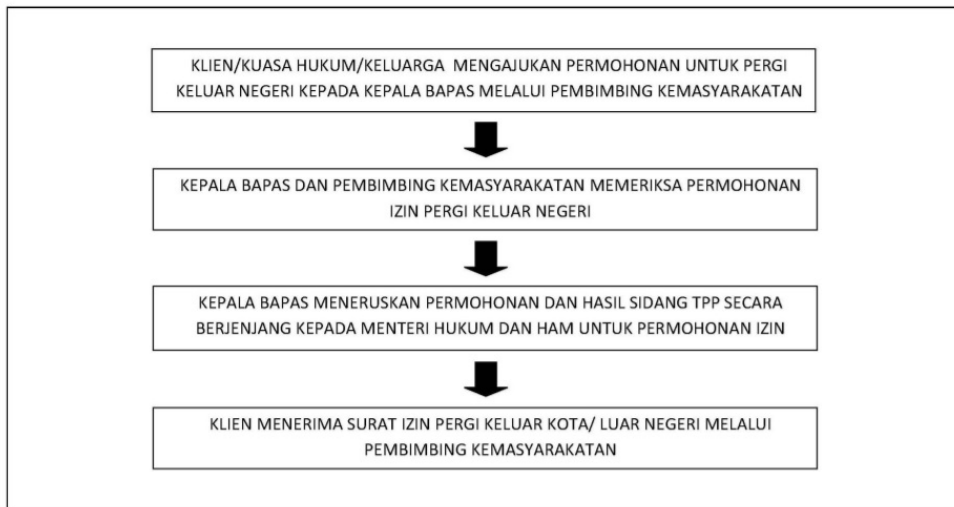 KLIEN/KUASA HUKUM/KELUARGA MENGAJUKAN PERMOHONAN UNTUK PERGI
KELUAR NEGERI KEPADA KEPALA BAPAS MELALUI PEMBIMBING KEMASYARAKATAN
KEPALA BAPAS DAN PEMBIMBING KEMASYARAKATAN MEMERIKSA PERMOHONAN
IZIN PERGI KELUAR NEGERI
KEPALA BAPAS MENERUSKAN PERMOHONAN DAN HASIL SIDANG TPP SECARA
BERJENJANG KEPADA MENTERI HUKUM DAN HAM UNTUK PERMOHONAN IZIN
KLIEN MENERIMA SURAT IZIN PERGI KELUAR KOTA/ LUAR NEGERI MELALUI
PEMBIMBING KEMASYARAKATAN